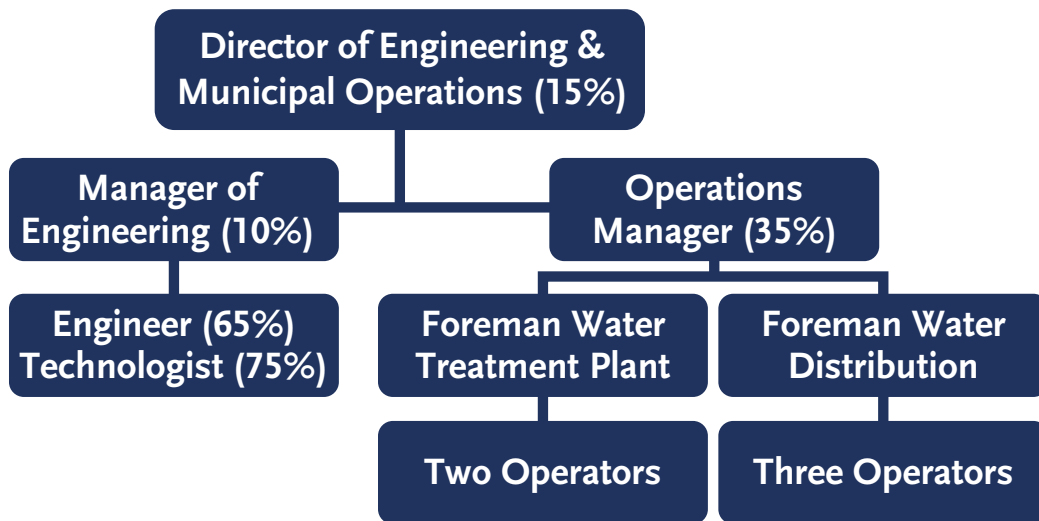 Director of Engineering &
Municipal Operations (15%)
Manager of
Engineering (10%)
Operations
Manager (35%)
Engineer (65%)
Technologist (75%)
Foreman Water
Treatment Plant
Foreman Water
Distribution
Two Operators
Three Operators